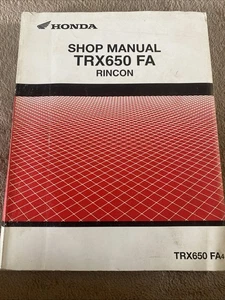 HONDA
SHOP MANUAL
TRX650 FA
RINCON
TRX650 FA4